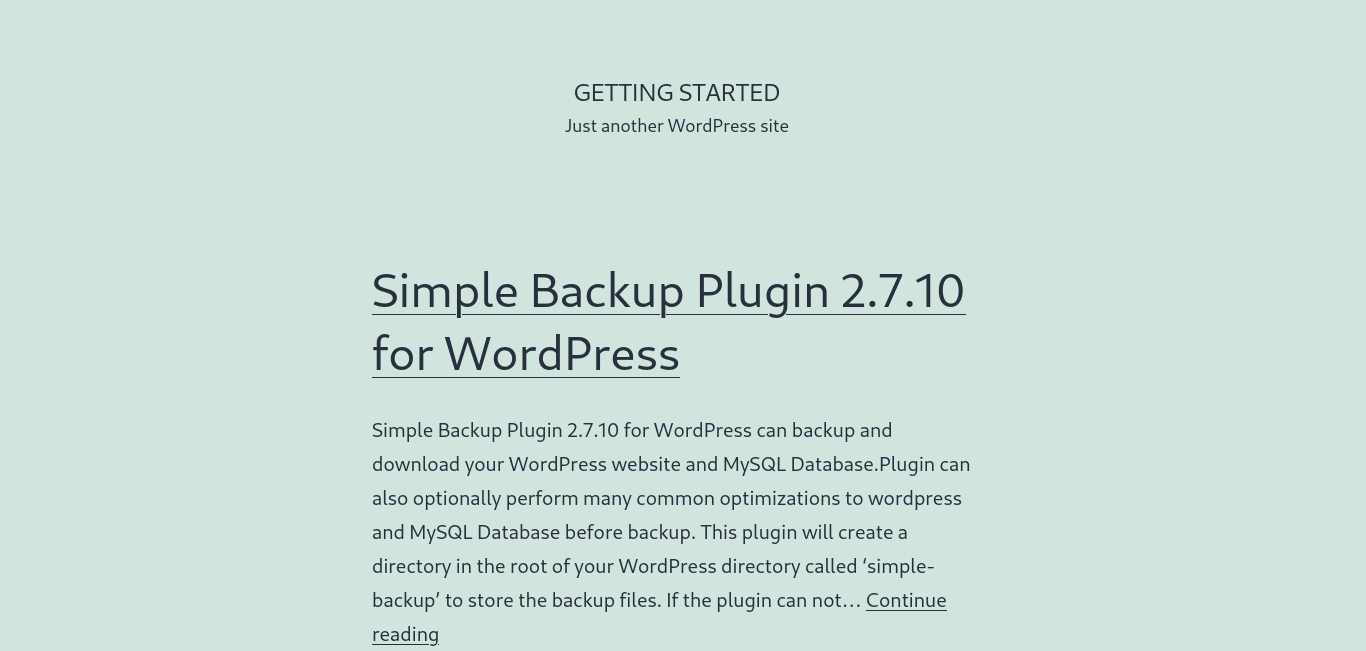 GETTING STARTED
Just another WordPress site
Simple Backup Plugin 2.7.10
for WordPress
Simple Backup Plugin 2.7.10 for WordPress can backup and
download your WordPress website and MySQL Database.Plugin can
also optionally perform many common optimizations to wordpress
and MySQL Database before backup. This plugin will create a
directory in the root of your WordPress directory called ‘simple-
backup’ to store the backup files. If the plugin can not… Continue
reading